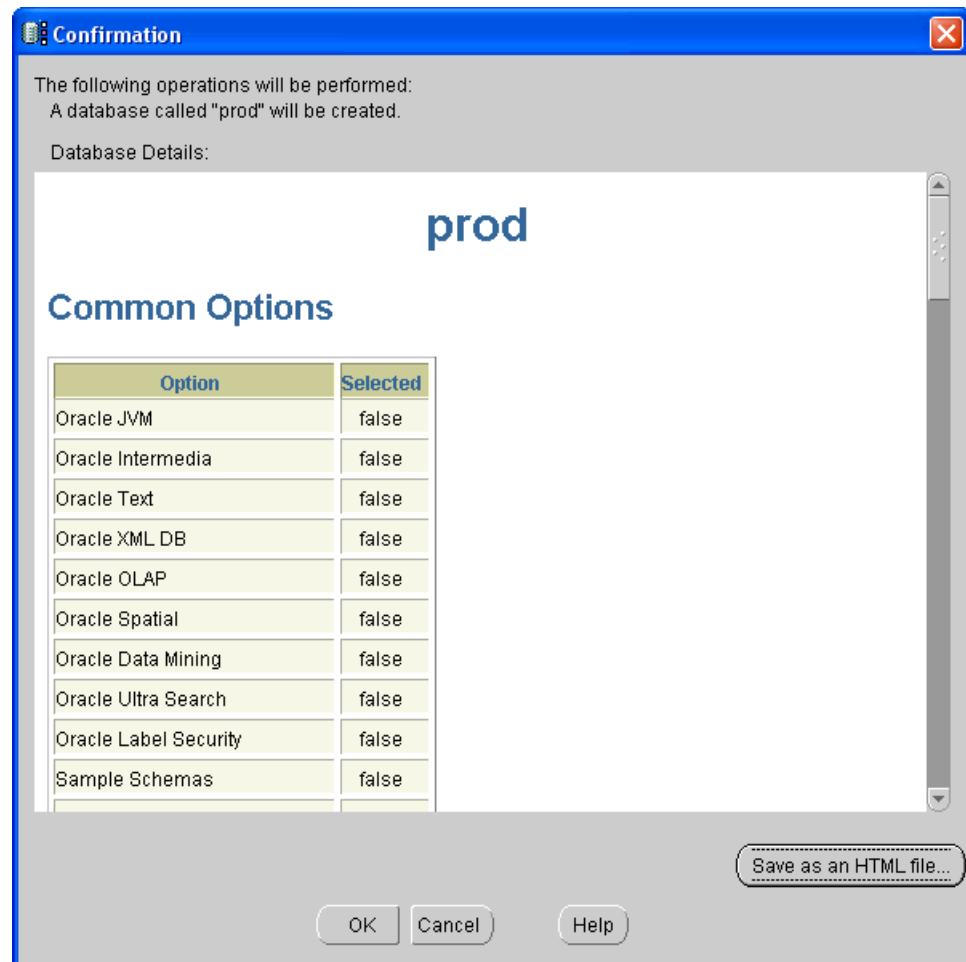 Confirmation
The following operations will be performed:
A database called "prod" will be created.
Database Details:
prod
Common Options
Option Selected
Oracle JVM false
Oracle Intermedia false
Oracle Text false
Oracle XML DB false
Oracle OLAP false
Oracle Spatial false
Oracle Data Mining false
Oracle Ultra Search false
Oracle Label Security false
Sample Schemas false
Save as an HTML file...
OK Cancel Help